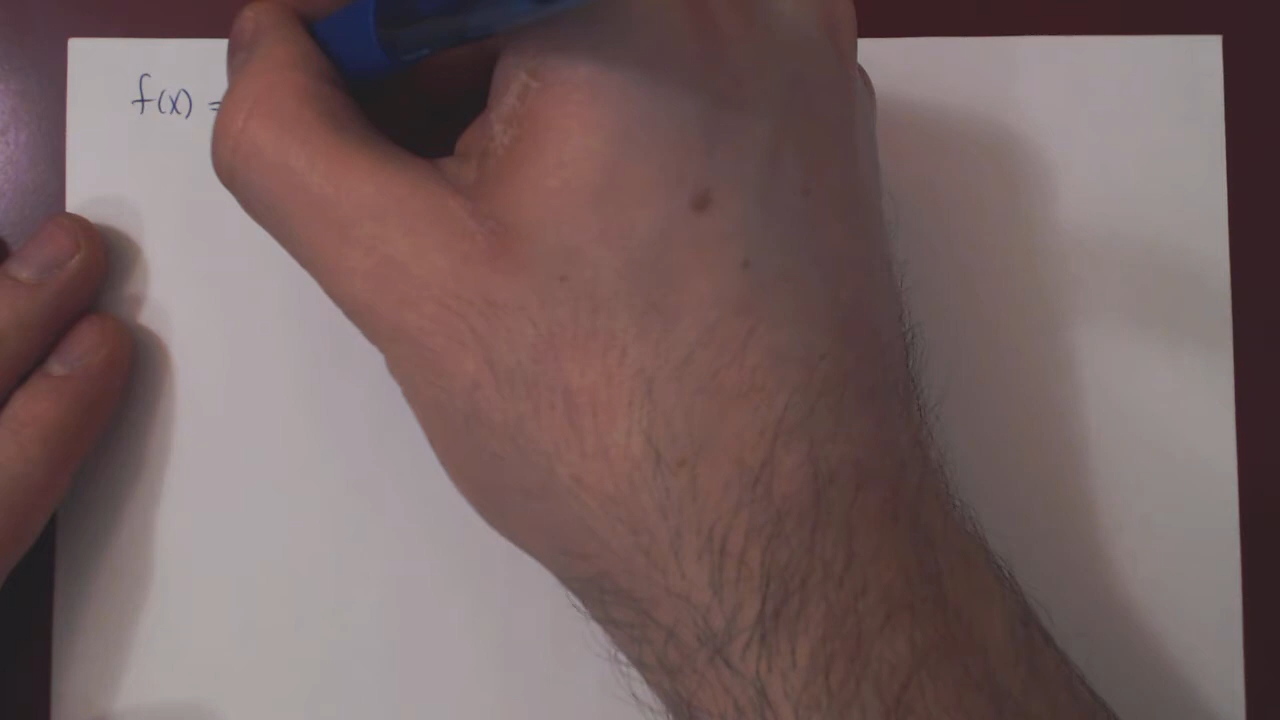 f(x) =